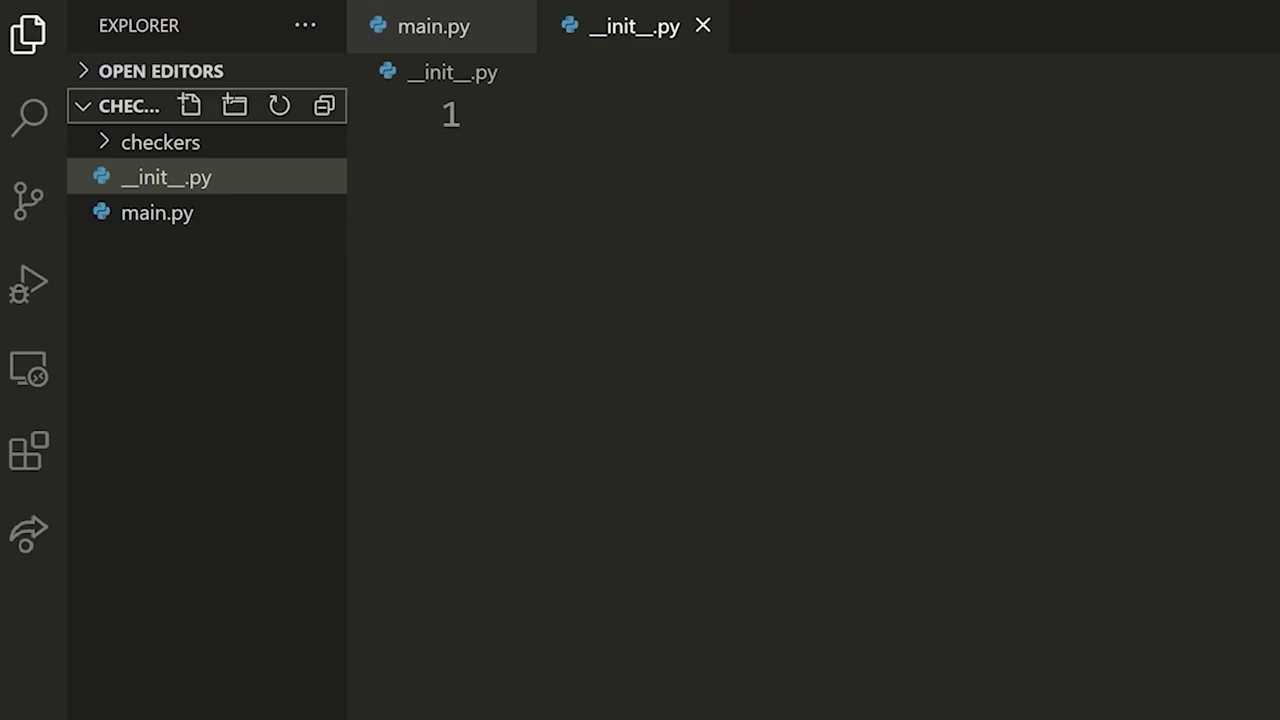 EXPLORER ···
main.py
__init__.py
OPEN EDITORS
__init__.py
CHEC...
1
checkers
__init__.py
main.py